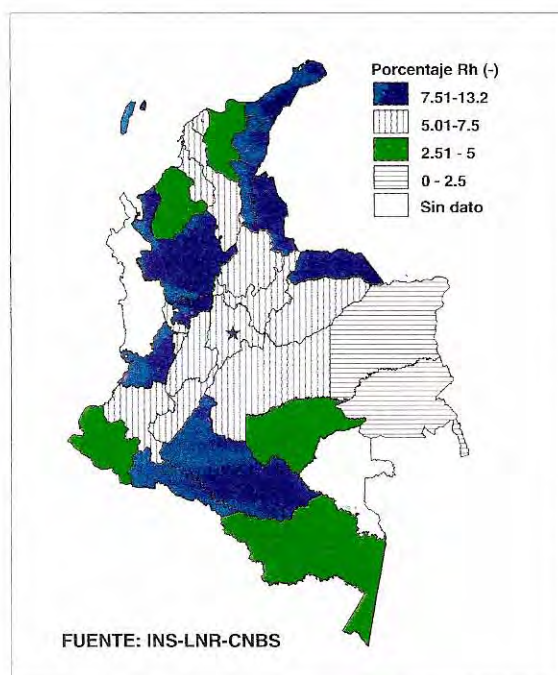 Porcentaje Rh (-)
7.51-13.2
5.01-7.5
2.51 - 5
0 - 2.5
Sin dato
FUENTE: INS-LNR-CNBS